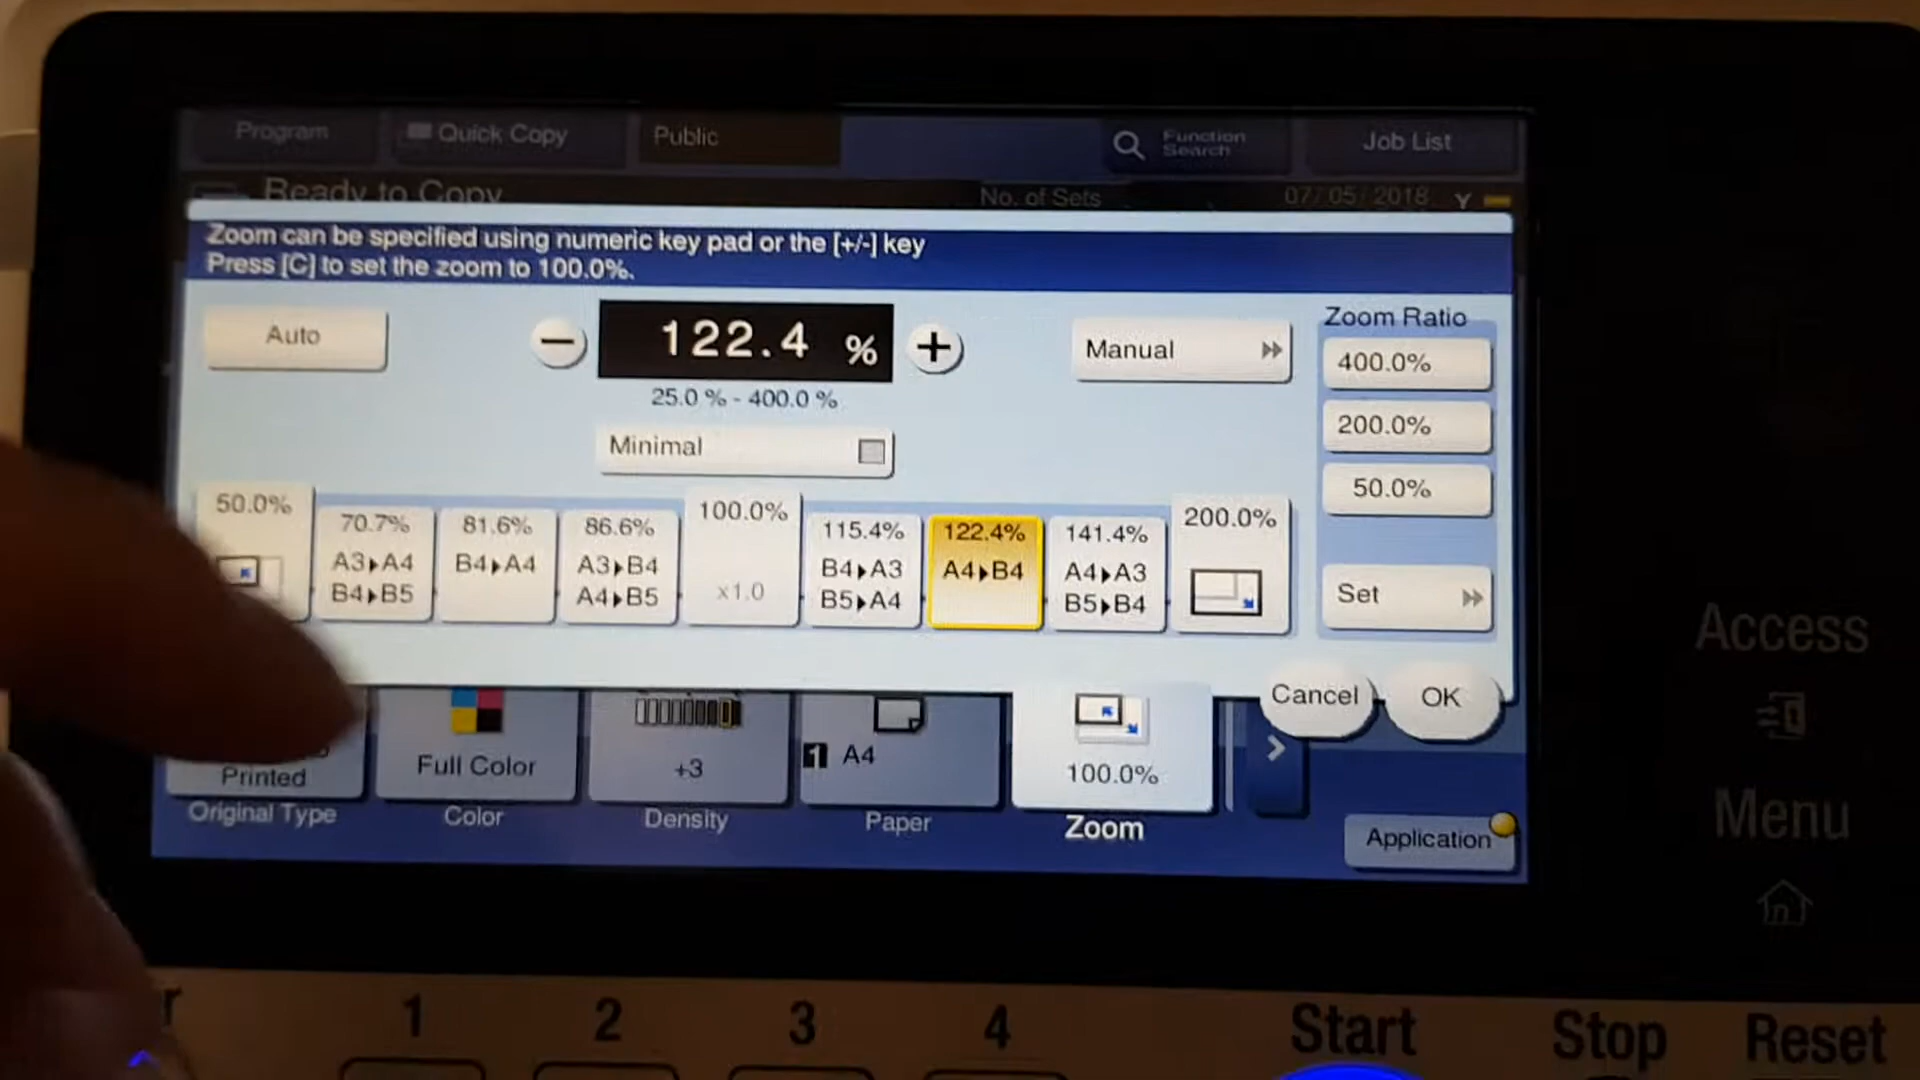 Program
Quick Copy
Public
Function
Search
Job List
Ready to Copy
No. of Sets
07/05/2018
Y
Zoom can be specified using numeric key pad or the [+/-] key
Press [C] to set the zoom to 100.0%.
Auto
−
122.4 %
+
Manual
25.0 % - 400.0 %
Minimal
Zoom Ratio
400.0%
200.0%
50.0%
Set
50.0%
70.7%
A3▸A4
B4▸B5
81.6%
B4▸A4
86.6%
A3▸B4
A4▸B5
100.0%
x1.0
115.4%
B4▸A3
B5▸A4
122.4%
A4▸B4
141.4%
A4▸A3
B5▸B4
200.0%
Cancel
OK
Printed
Original Type
Full Color
Color
+3
Density
1 A4
Paper
100.0%
Zoom
Application
Access
Menu
1
2
3
4
Start
Stop
Reset